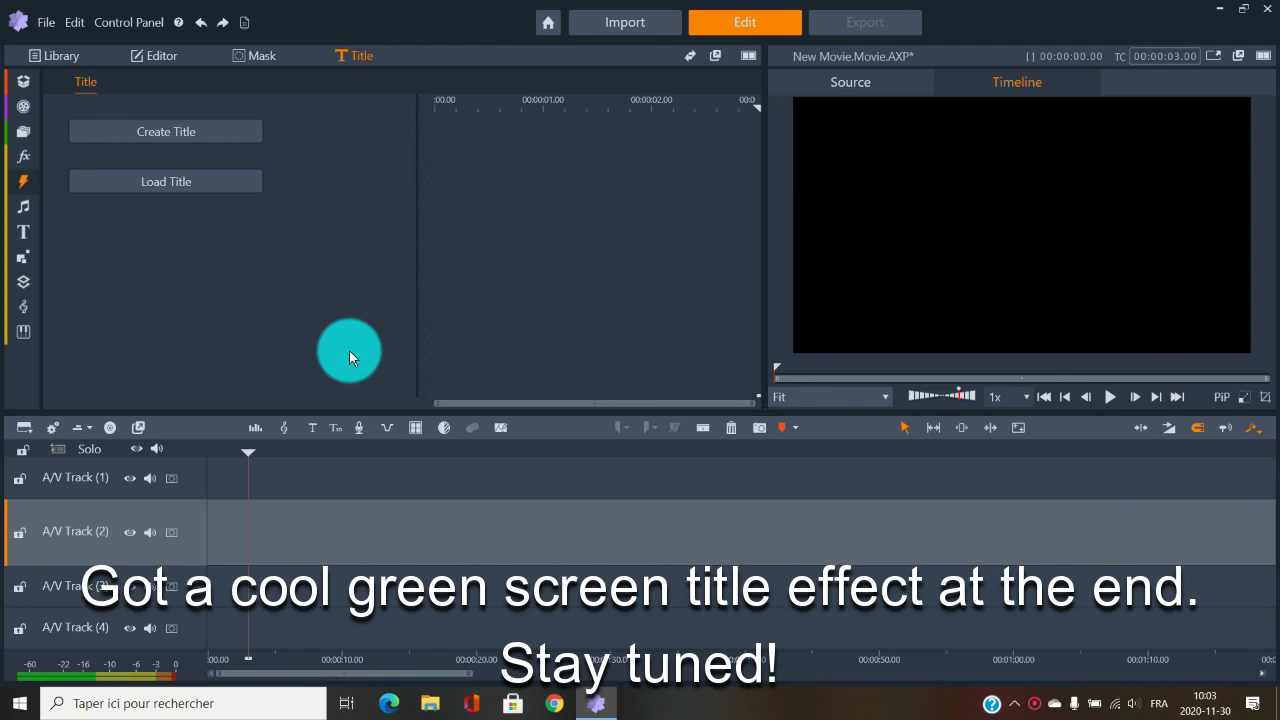 File Edit Control Panel
Import Edit Export
Library Editor Mask Title
New Movie.Movie.AXP* [ ] 00:00:00.00 TC 00:00:03.00
Title
Source Timeline
:00.00 00:00:01.00 00:00:02.00 00:0
Create Title
Load Title
Fit 1x PiP
Solo
A/V Track (1)
A/V Track (2)
A/V Track (3)
A/V Track (4)
Got a cool green screen title effect at the end.
Stay tuned!
-60 -22 -16 -10 -6 -3 0
:00.00 00:00:10.00 00:00:20.00 00:00:50.00 00:01:00.00 00:01:10.00 00:0
Taper ici pour rechercher
FRA
10:03
2020-11-30